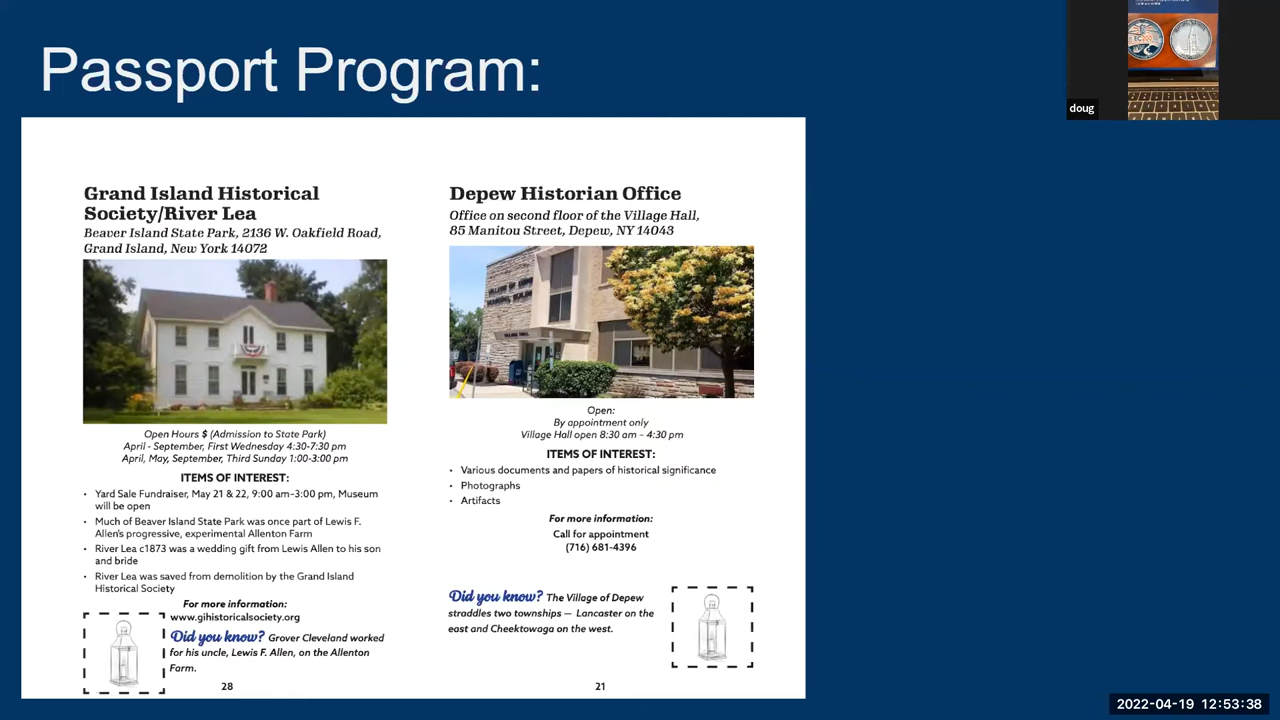 Passport Program:
doug
Grand Island Historical
Society/River Lea
Beaver Island State Park, 2136 W. Oakfield Road,
Grand Island, New York 14072
Open Hours $ (Admission to State Park)
April - September, First Wednesday 4:30-7:30 pm
April, May, September, Third Sunday 1:00-3:00 pm
ITEMS OF INTEREST:
• Yard Sale Fundraiser, May 21 & 22, 9:00 am-3:00 pm, Museum
will be open
• Much of Beaver Island State Park was once part of Lewis F.
Allen's progressive, experimental Allenton Farm
• River Lea c1873 was a wedding gift from Lewis Allen to his son
and bride
• River Lea was saved from demolition by the Grand Island
Historical Society
For more information:
www.gihistoricalsociety.org
Did you know? Grover Cleveland worked
for his uncle, Lewis F. Allen, on the Allenton
Farm.
28
Depew Historian Office
Office on second floor of the Village Hall,
85 Manitou Street, Depew, NY 14043
VILLAGE HALL
Open:
By appointment only
Village Hall open 8:30 am – 4:30 pm
ITEMS OF INTEREST:
• Various documents and papers of historical significance
• Photographs
• Artifacts
For more information:
Call for appointment
(716) 681-4396
Did you know? The Village of Depew
straddles two townships — Lancaster on the
east and Cheektowaga on the west.
21
2022-04-19 12:53:38